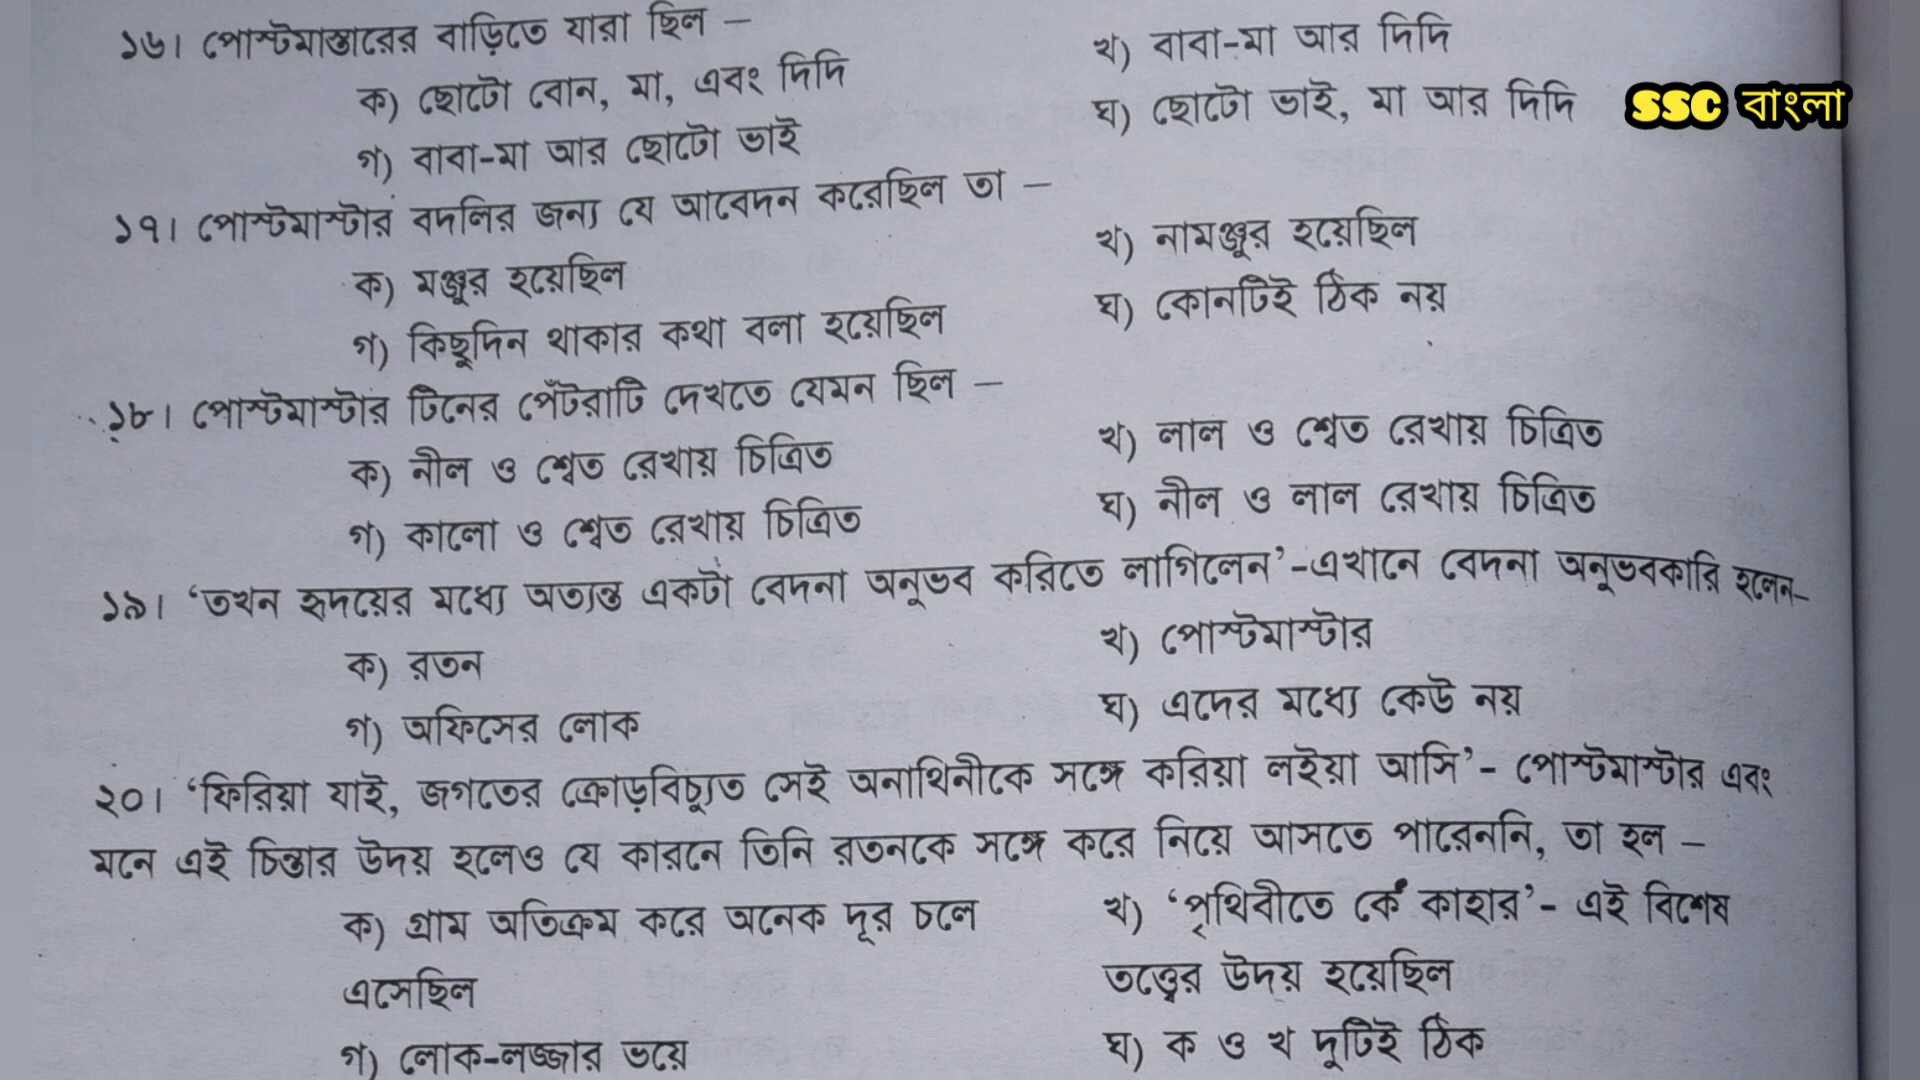 ১৬। পোস্টমাস্তারের বাড়িতে যারা ছিল —
ক) ছোটো বোন, মা, এবং দিদি
খ) বাবা-মা আর দিদি
গ) বাবা-মা আর ছোটো ভাই
ঘ) ছোটো ভাই, মা আর দিদি
SSC বাংলা
১৭। পোস্টমাস্টার বদলির জন্য যে আবেদন করেছিল তা —
ক) মঞ্জুর হয়েছিল
খ) নামঞ্জুর হয়েছিল
গ) কিছুদিন থাকার কথা বলা হয়েছিল
ঘ) কোনটিই ঠিক নয়
১৮। পোস্টমাস্টার টিনের পেঁটরাটি দেখতে যেমন ছিল —
ক) নীল ও শ্বেত রেখায় চিত্রিত
খ) লাল ও শ্বেত রেখায় চিত্রিত
গ) কালো ও শ্বেত রেখায় চিত্রিত
ঘ) নীল ও লাল রেখায় চিত্রিত
১৯। ‘তখন হৃদয়ের মধ্যে অত্যন্ত একটা বেদনা অনুভব করিতে লাগিলেন’-এখানে বেদনা অনুভবকারি হলেন–
ক) রতন
খ) পোস্টমাস্টার
গ) অফিসের লোক
ঘ) এদের মধ্যে কেউ নয়
২০। ‘ফিরিয়া যাই, জগতের ক্রোড়বিচ্যুত সেই অনাথিনীকে সঙ্গে করিয়া লইয়া আসি’- পোস্টমাস্টার এবং
মনে এই চিন্তার উদয় হলেও যে কারনে তিনি রতনকে সঙ্গে করে নিয়ে আসতে পারেননি, তা হল –
ক) গ্রাম অতিক্রম করে অনেক দূর চলে
এসেছিল
খ) ‘পৃথিবীতে কে কাহার’- এই বিশেষ
তত্ত্বের উদয় হয়েছিল
গ) লোক-লজ্জার ভয়ে
ঘ) ক ও খ দুটিই ঠিক